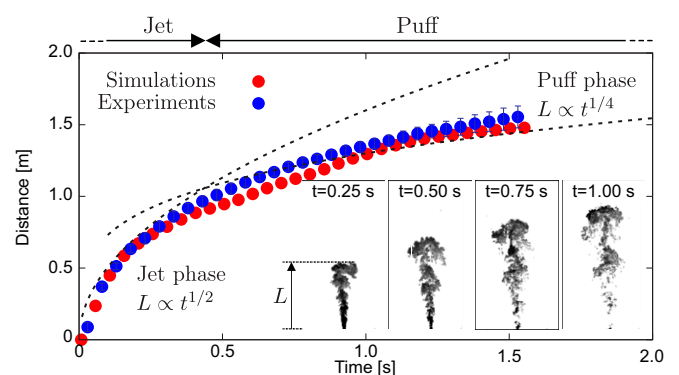 Jet
Puff
2.0
1.5
1.0
0.5
0
Distance [m]
Simulations
Experiments
Puff phase
L ∝ t^{1/4}
t=0.25 s
t=0.50 s
t=0.75 s
t=1.00 s
Jet phase
L ∝ t^{1/2}
L
0
0.5
1.0
1.5
2.0
Time [s]